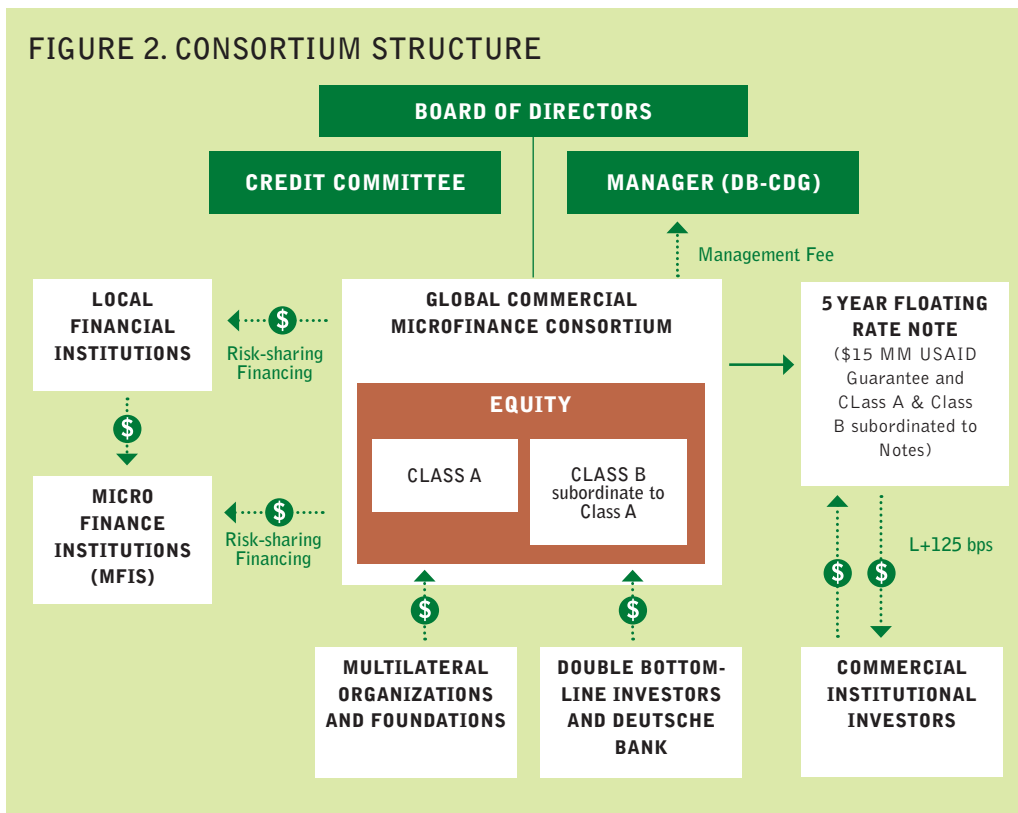 FIGURE 2. CONSORTIUM STRUCTURE
BOARD OF DIRECTORS
CREDIT COMMITTEE
MANAGER (DB-CDG)
Management Fee
LOCAL
FINANCIAL
INSTITUTIONS
$
Risk-sharing
Financing
GLOBAL COMMERCIAL
MICROFINANCE CONSORTIUM
5 YEAR FLOATING
RATE NOTE
($15 MM USAID
Guarantee and
CLass A & Class
B subordinated to
Notes)
EQUITY
CLASS A
CLASS B
subordinate to
Class A
$
MICRO
FINANCE
INSTITUTIONS
(MFIS)
$
Risk-sharing
Financing
L+125 bps
$
$
$
$
MULTILATERAL
ORGANIZATIONS
AND FOUNDATIONS
DOUBLE BOTTOM-
LINE INVESTORS
AND DEUTSCHE
BANK
COMMERCIAL
INSTITUTIONAL
INVESTORS